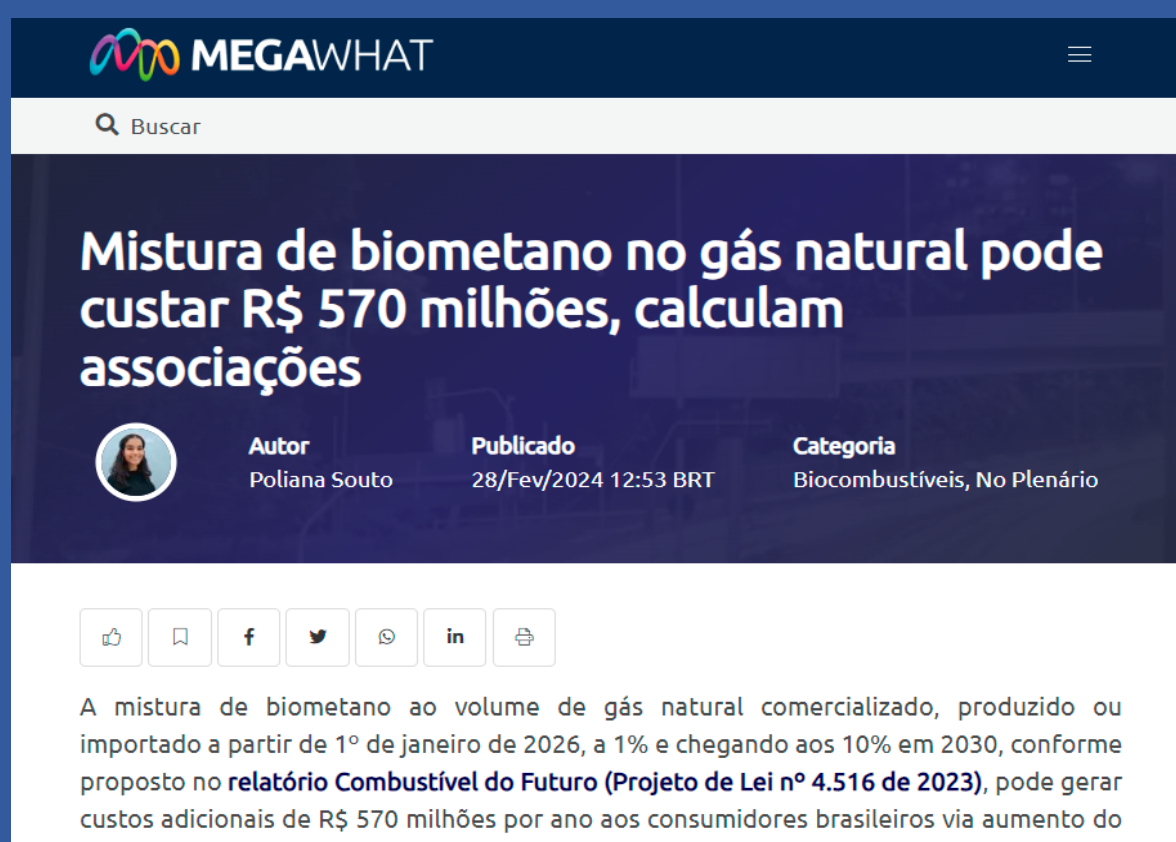 MEGAWHAT
Buscar
Mistura de biometano no gás natural pode
custar R$ 570 milhões, calculam
associações
Autor
Poliana Souto
Publicado
28/Fev/2024 12:53 BRT
Categoria
Biocombustíveis, No Plenário
A mistura de biometano ao volume de gás natural comercializado, produzido ou
importado a partir de 1º de janeiro de 2026, a 1% e chegando aos 10% em 2030, conforme
proposto no relatório Combustível do Futuro (Projeto de Lei nº 4.516 de 2023), pode gerar
custos adicionais de R$ 570 milhões por ano aos consumidores brasileiros via aumento do